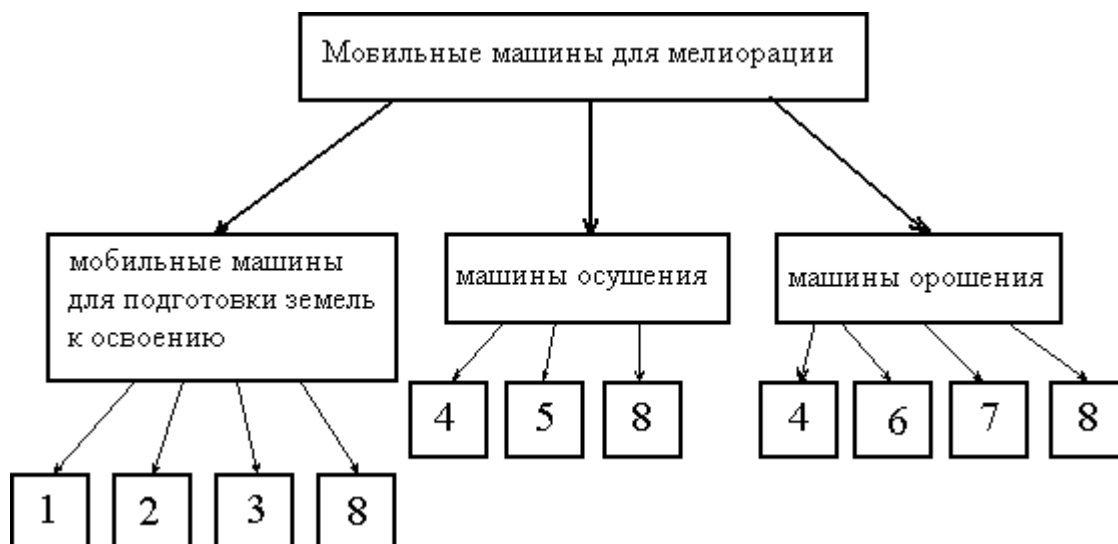 Мобильные машины для мелиорации
мобильные машины
для подготовки земель
к освоению
машины осушения
машины орошения
4 5 8 4 6 7 8
1 2 3 8